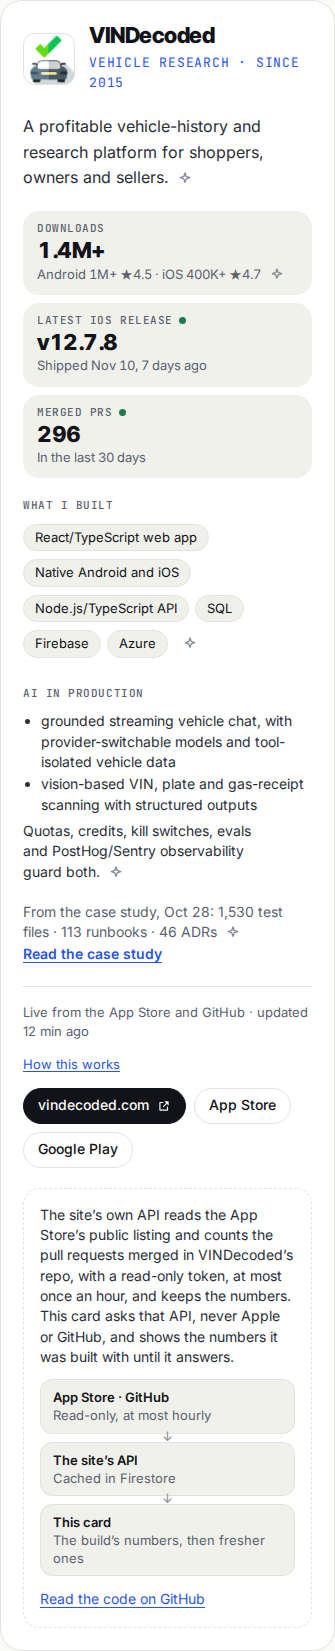 VINDecoded
VEHICLE RESEARCH · SINCE
2015
A profitable vehicle-history and
research platform for shoppers,
owners and sellers.
DOWNLOADS
1.4M+
Android 1M+ ★4.5 · iOS 400K+ ★4.7
LATEST IOS RELEASE
v12.7.8
Shipped Nov 10, 7 days ago
MERGED PRS
296
In the last 30 days
WHAT I BUILT
React/TypeScript web app
Native Android and iOS
Node.js/TypeScript API SQL
Firebase Azure
AI IN PRODUCTION
• grounded streaming vehicle chat, with
provider-switchable models and tool-
isolated vehicle data
• vision-based VIN, plate and gas-receipt
scanning with structured outputs
Quotas, credits, kill switches, evals
and PostHog/Sentry observability
guard both.
From the case study, Oct 28: 1,530 test
files · 113 runbooks · 46 ADRs
Read the case study
Live from the App Store and GitHub · updated
12 min ago
How this works
vindecoded.com App Store
Google Play
The site’s own API reads the App
Store’s public listing and counts the
pull requests merged in VINDecoded’s
repo, with a read-only token, at most
once an hour, and keeps the numbers.
This card asks that API, never Apple
or GitHub, and shows the numbers it
was built with until it answers.
App Store · GitHub
Read-only, at most hourly
↓
The site’s API
Cached in Firestore
↓
This card
The build’s numbers, then fresher
ones
Read the code on GitHub